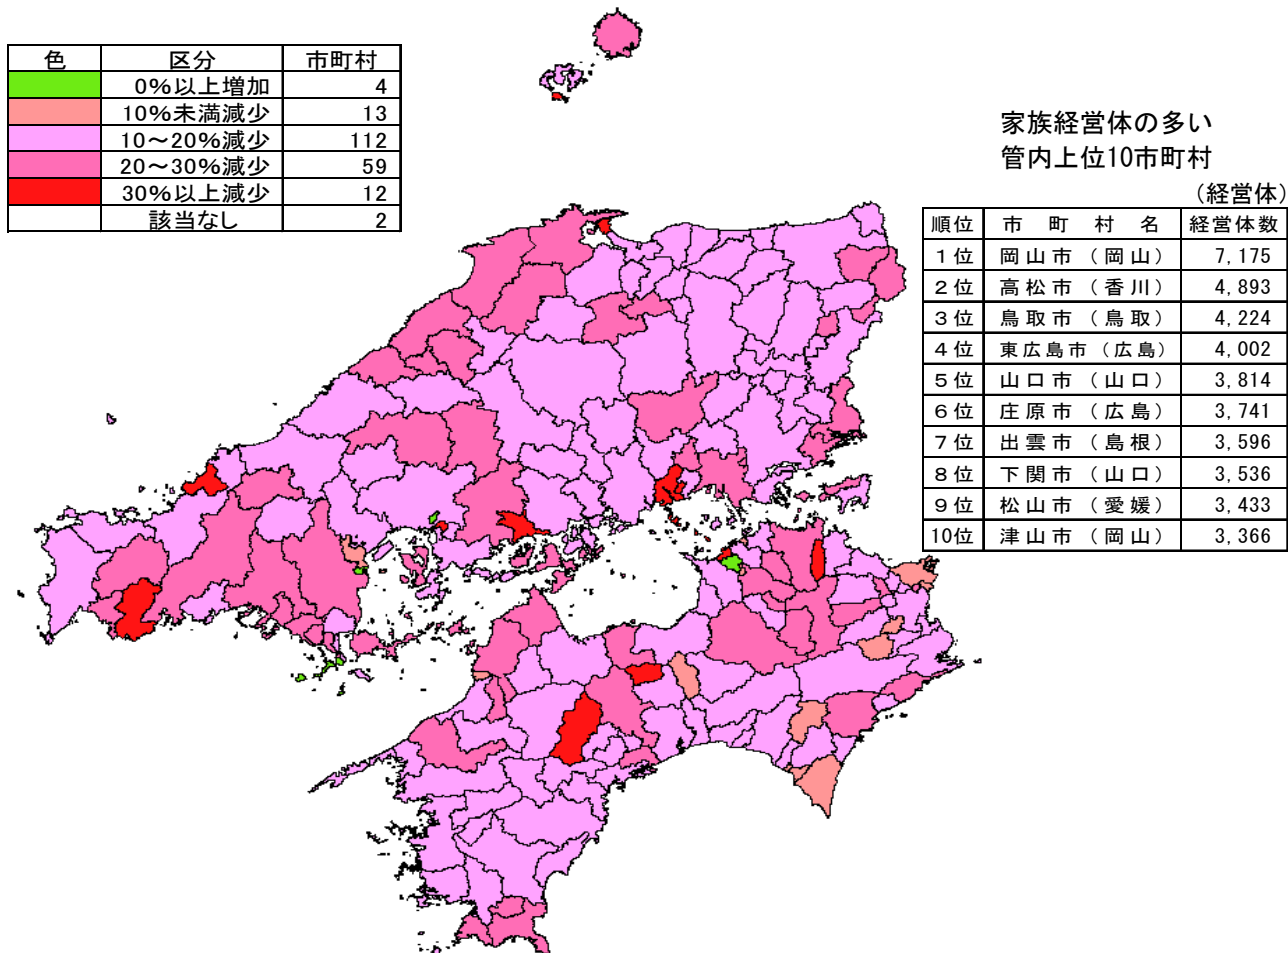 色 区分 市町村
0%以上増加 4
10%未満減少 13
10～20%減少 112
20～30%減少 59
30%以上減少 12
該当なし 2
家族経営体の多い
管内上位10市町村
（経営体）
順位 市町村名 経営体数
1位 岡山市（岡山） 7,175
2位 高松市（香川） 4,893
3位 鳥取市（鳥取） 4,224
4位 東広島市（広島） 4,002
5位 山口市（山口） 3,814
6位 庄原市（広島） 3,741
7位 出雲市（島根） 3,596
8位 下関市（山口） 3,536
9位 松山市（愛媛） 3,433
10位 津山市（岡山） 3,366